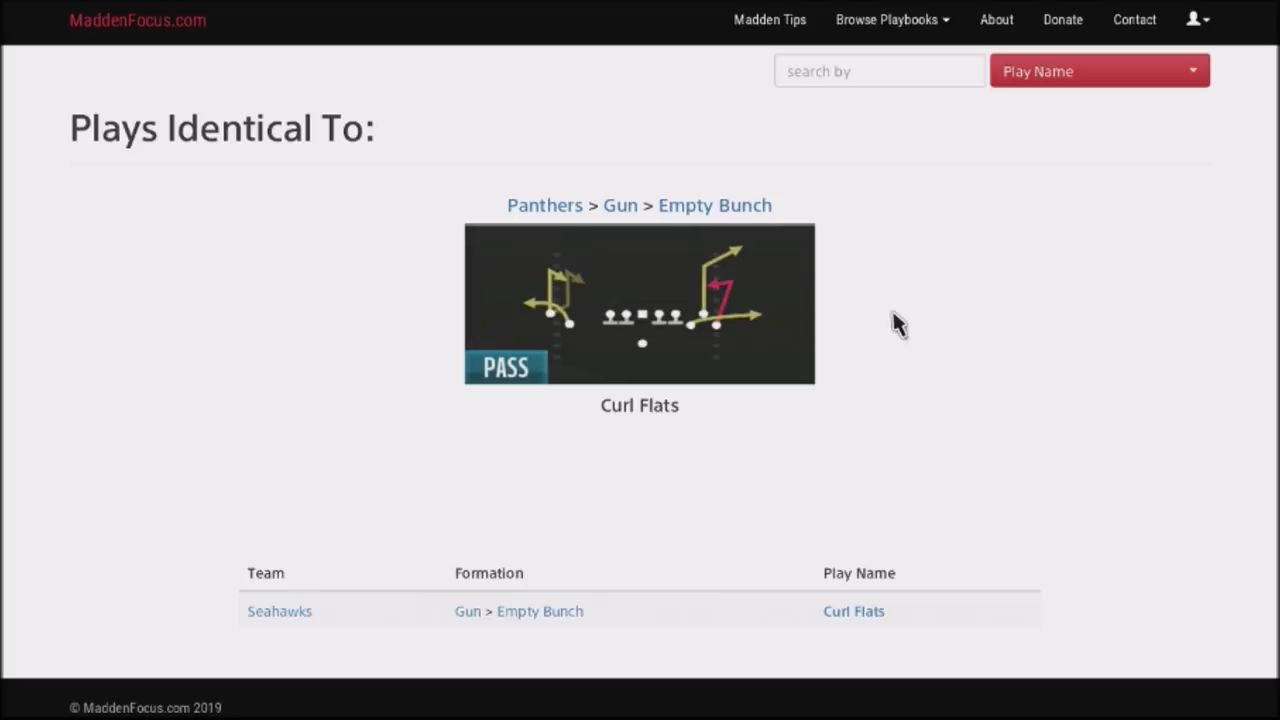 MaddenFocus.com
Madden Tips Browse Playbooks About Donate Contact
search by Play Name
Plays Identical To:
Panthers > Gun > Empty Bunch
PASS
Curl Flats
Team Formation Play Name
Seahawks Gun > Empty Bunch Curl Flats
© MaddenFocus.com 2019